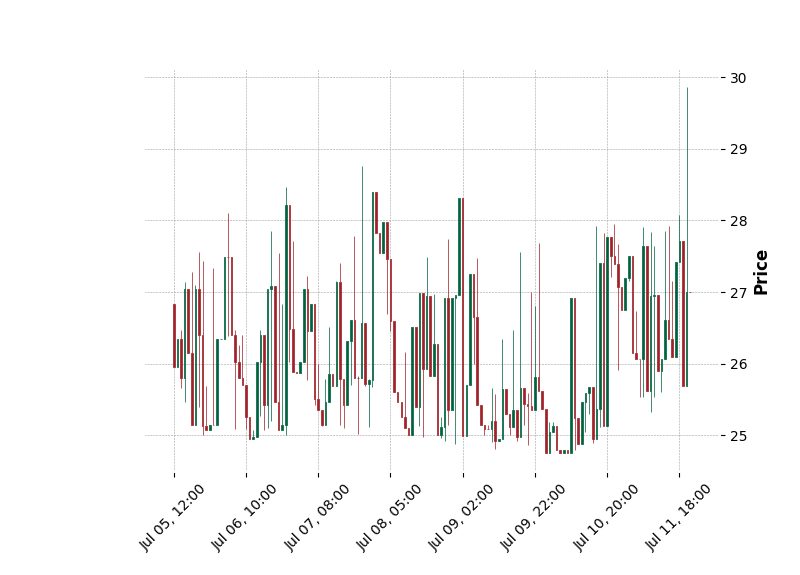 30
29
28
27
26
25
Price
Jul 05, 12:00
Jul 06, 10:00
Jul 07, 08:00
Jul 08, 05:00
Jul 09, 02:00
Jul 09, 22:00
Jul 10, 20:00
Jul 11, 18:00